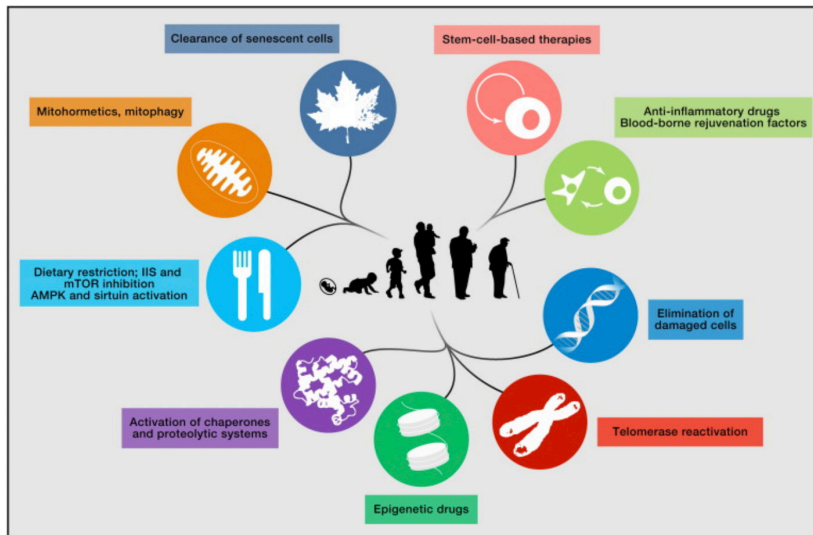 Clearance of senescent cells
Stem-cell-based therapies
Mitohormetics, mitophagy
Anti-inflammatory drugs
Blood-borne rejuvenation factors
Dietary restriction; IIS and
mTOR inhibition
AMPK and sirtuin activation
Elimination of
damaged cells
Activation of chaperones
and proteolytic systems
Telomerase reactivation
Epigenetic drugs